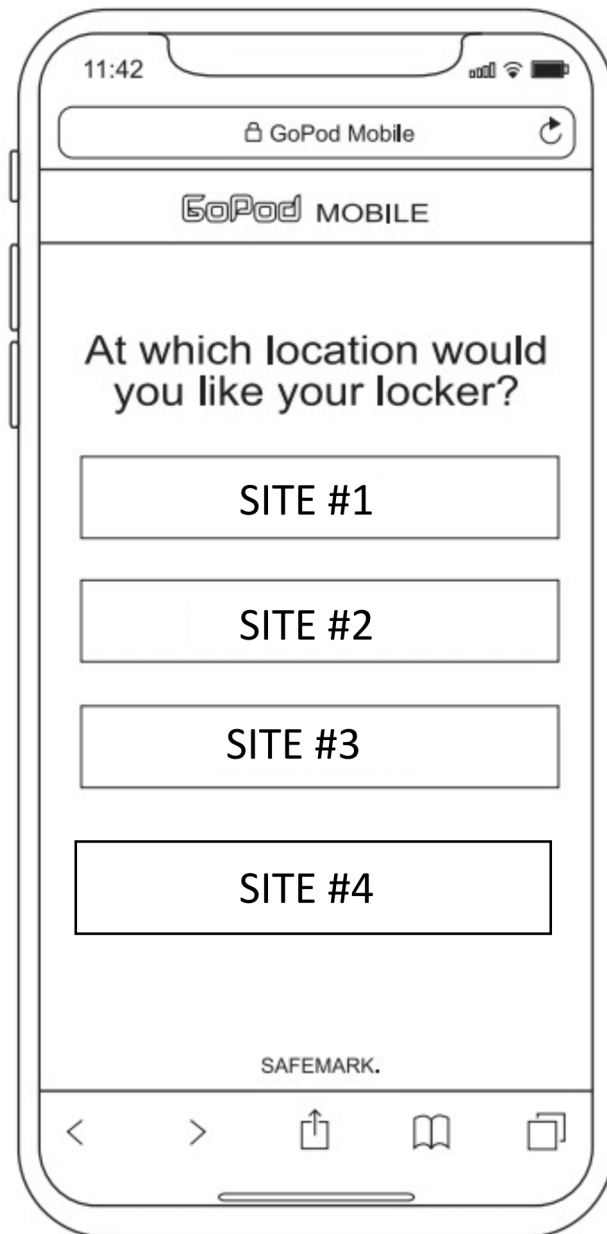 11:42
GoPod Mobile
GoPod MOBILE
At which location would
you like your locker?
SITE #1
SITE #2
SITE #3
SITE #4
SAFEMARK.